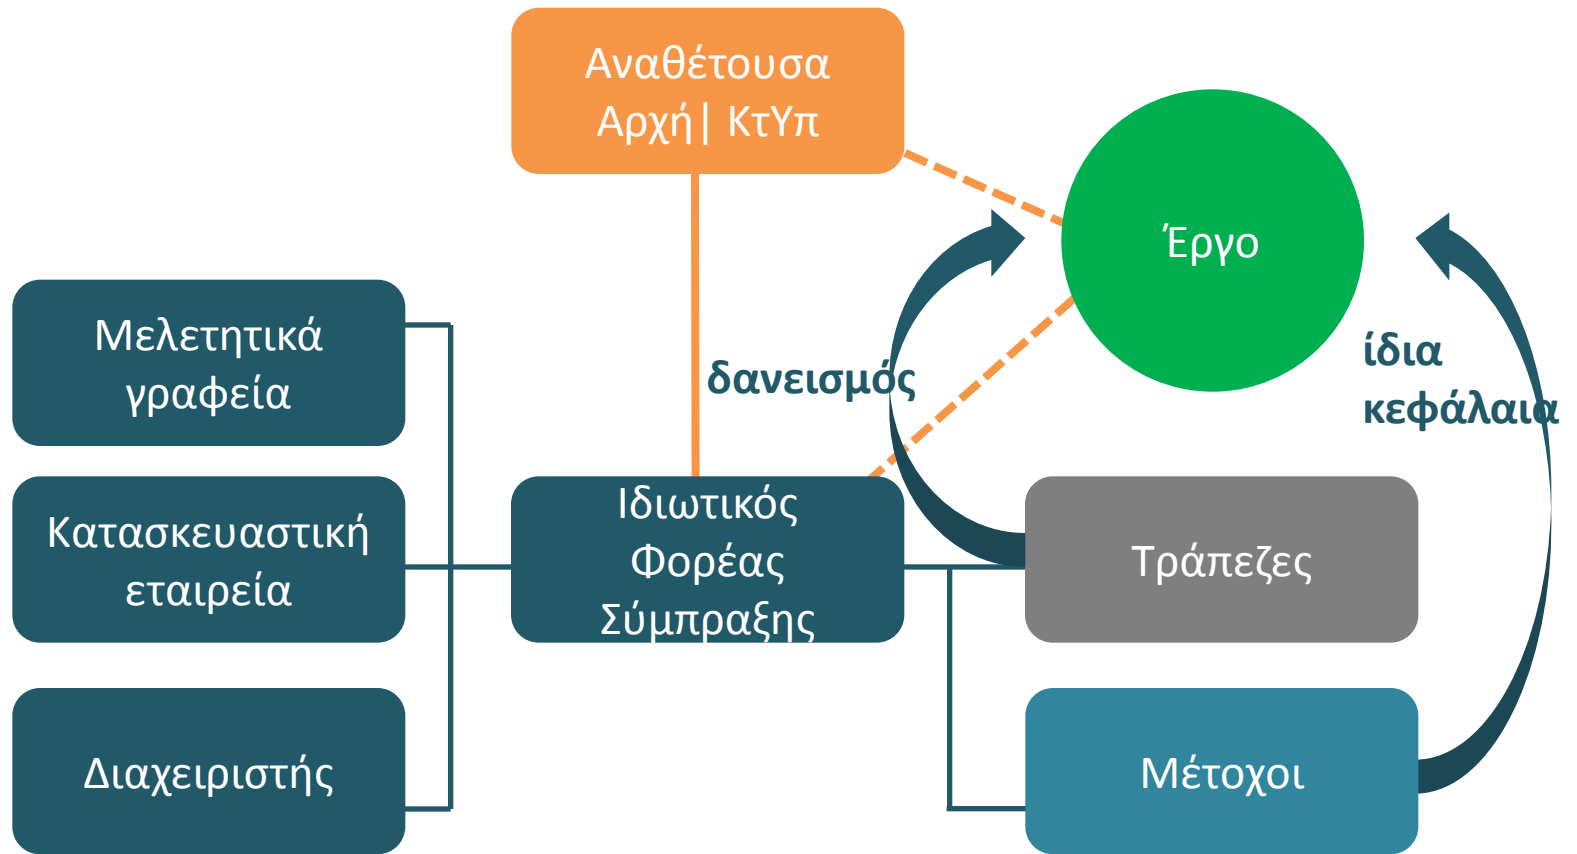 Αναθέτουσα
Αρχή| ΚτΥπ
Έργο
Μελετητικά
γραφεία
δανεισμός
ίδια
κεφάλαια
Κατασκευαστική
εταιρεία
Ιδιωτικός
Φορέας
Σύμπραξης
Τράπεζες
Διαχειριστής
Μέτοχοι